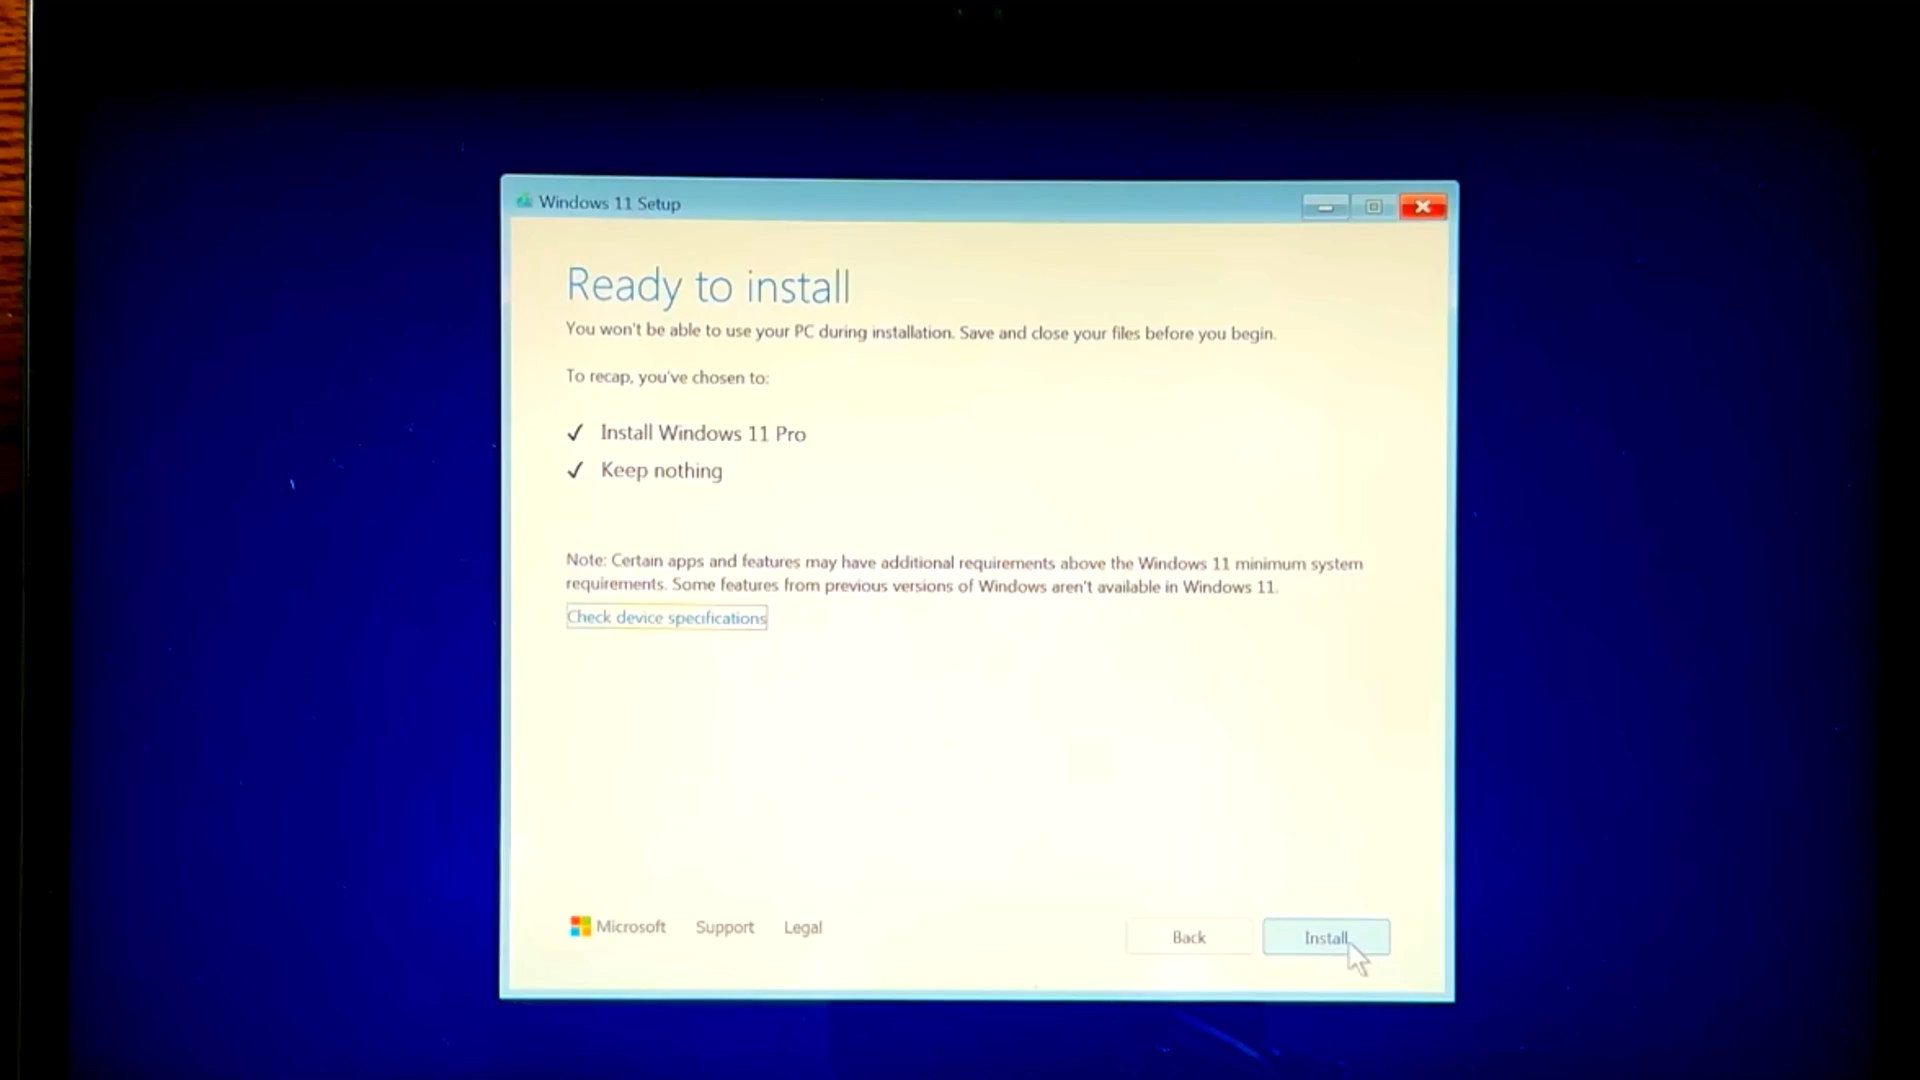 Windows 11 Setup
Ready to install
You won't be able to use your PC during installation. Save and close your files before you begin.
To recap, you've chosen to:
✓ Install Windows 11 Pro
✓ Keep nothing
Note: Certain apps and features may have additional requirements above the Windows 11 minimum system
requirements. Some features from previous versions of Windows aren't available in Windows 11.
Check device specifications
Microsoft Support Legal
Back Install